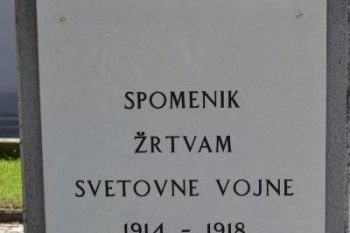 SPOMENIK
ŽRTVAM
SVETOVNE VOJNE
1914 - 1918